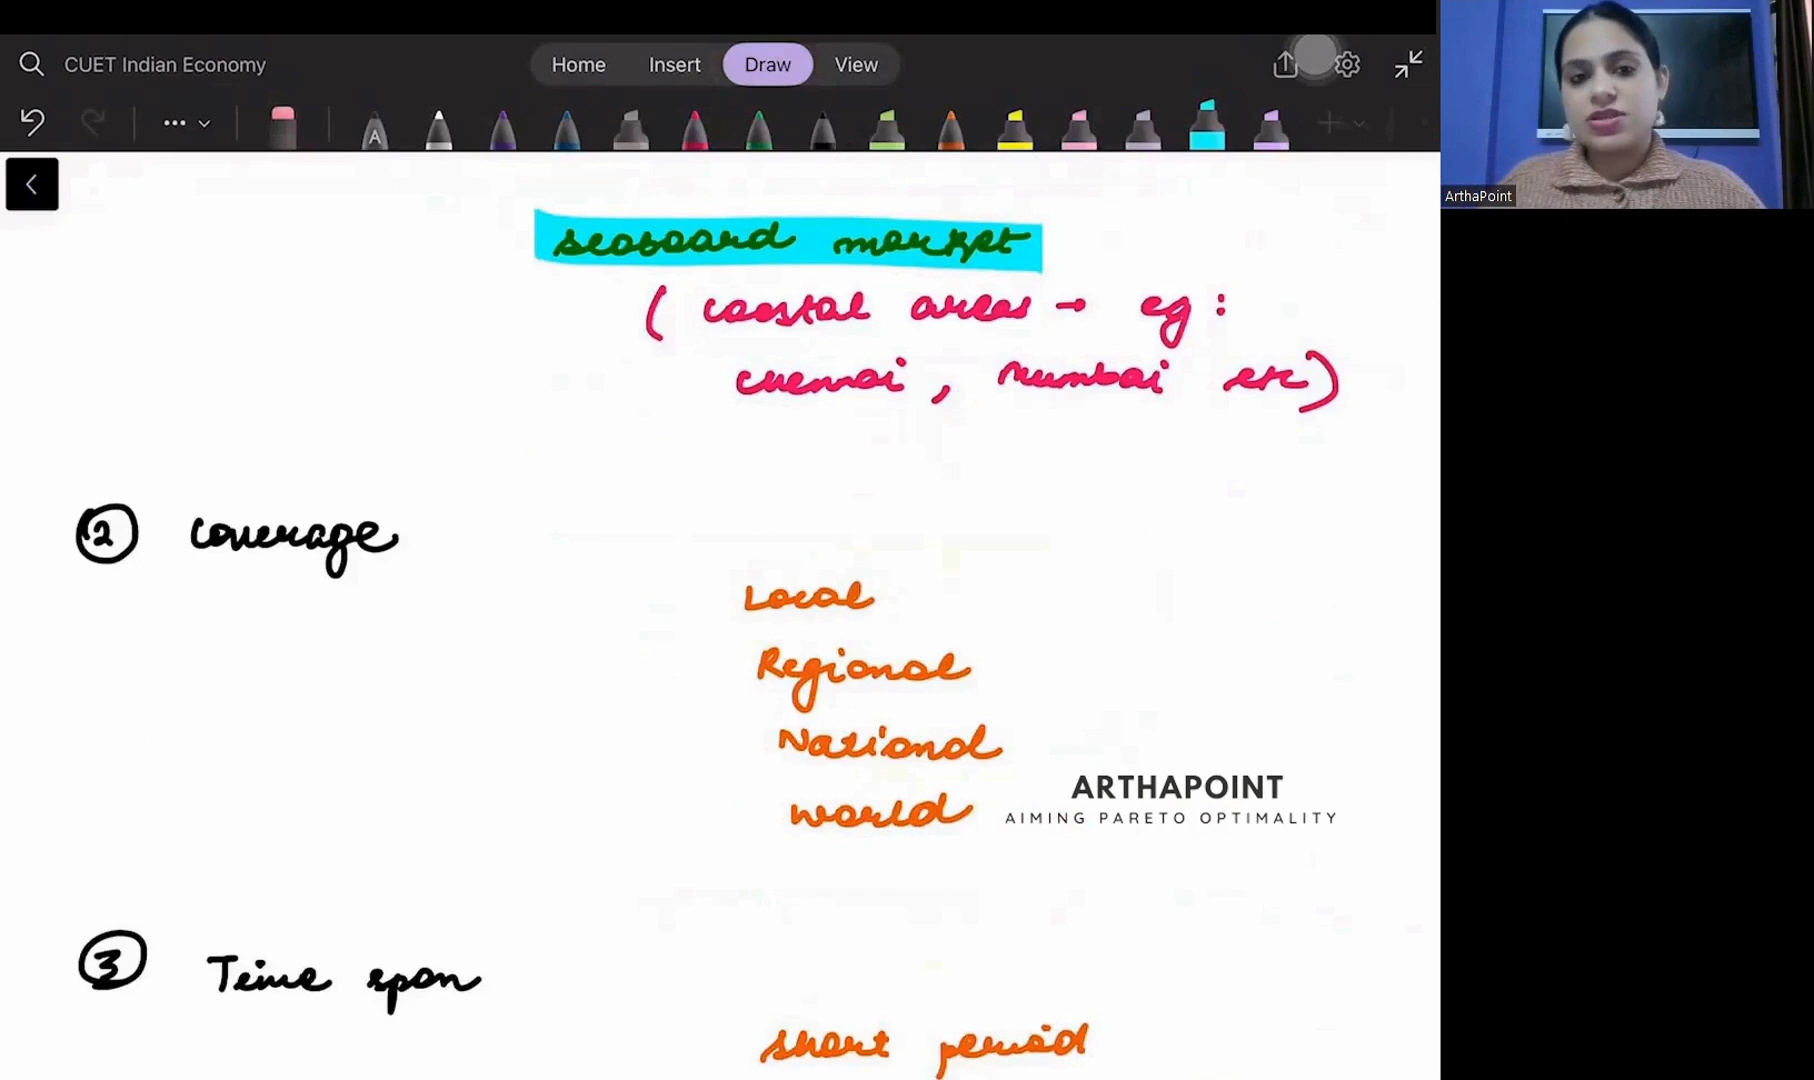 CUET Indian Economy
Home Insert Draw View
A
ArthaPoint
seaboard market
( coastal areas → eg :
chennai , Mumbai etc )
② coverage
Local
Regional
National
world
ARTHAPOINT
AIMING PARETO OPTIMALITY
③ Time span
short period